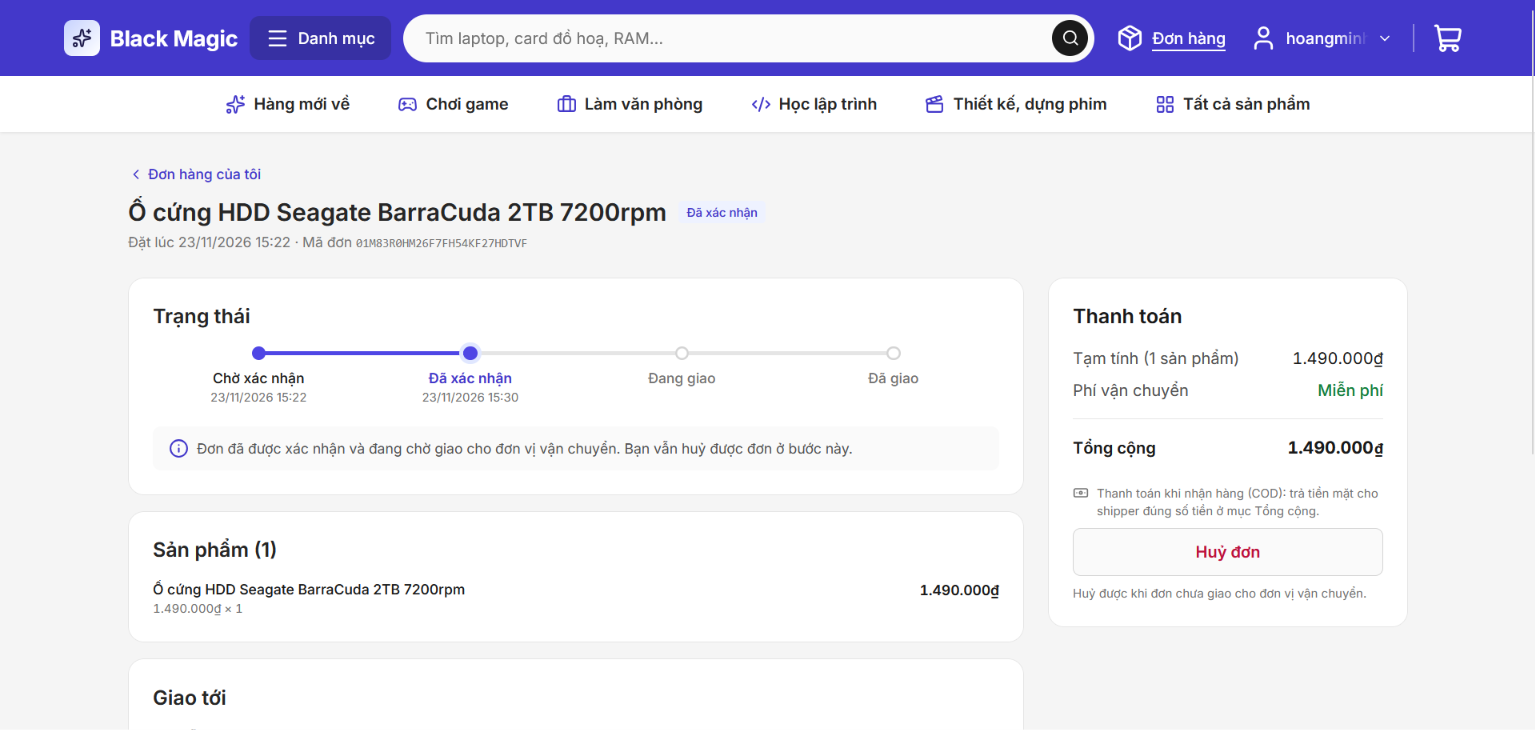 Black Magic
Danh mục
Tìm laptop, card đồ hoạ, RAM...
Đơn hàng
Hàng mới về
Chơi game
Làm văn phòng
Học lập trình
Thiết kế, dựng phim
Tất cả sản phẩm
Đơn hàng của tôi
Ổ cứng HDD Seagate BarraCuda 2TB 7200rpm
Đã xác nhận
Đặt lúc 23/11/2026 15:22 · Mã đơn 01M83R0HM26F7FH54KF27HDTVF
Trạng thái
Chờ xác nhận
23/11/2026 15:22
Đã xác nhận
23/11/2026 15:30
Đang giao
Đã giao
Đơn đã được xác nhận và đang chờ giao cho đơn vị vận chuyển. Bạn vẫn huỷ được đơn ở bước này.
Sản phẩm (1)
Ổ cứng HDD Seagate BarraCuda 2TB 7200rpm
1.490.000₫
1.490.000₫ × 1
Giao tới
Thanh toán
Tạm tính (1 sản phẩm) 1.490.000₫
Phí vận chuyển Miễn phí
Tổng cộng 1.490.000₫
Thanh toán khi nhận hàng (COD): trả tiền mặt cho
shipper đúng số tiền ở mục Tổng cộng.
Huỷ đơn
Huỷ được khi đơn chưa giao cho đơn vị vận chuyển.